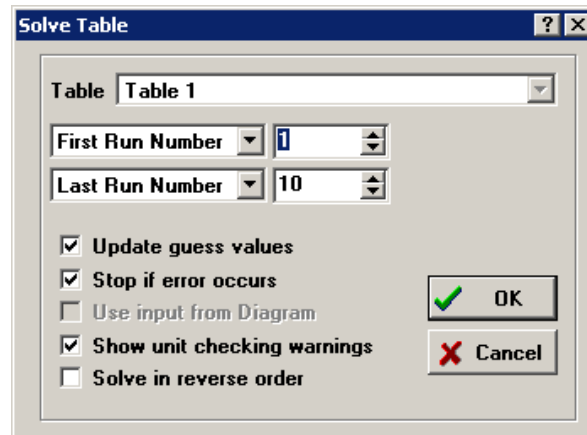 Solve Table
Table Table 1
First Run Number 1
Last Run Number 10
Update guess values
Stop if error occurs
Use input from Diagram
Show unit checking warnings
Solve in reverse order
OK
Cancel